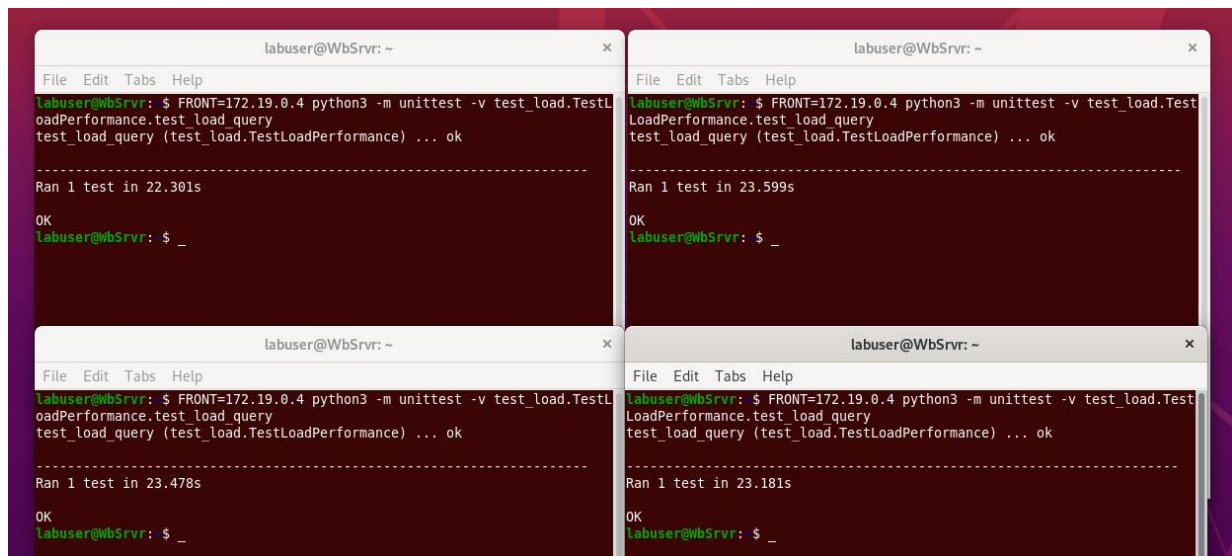 labuser@WbSrvr: ~ ×
File Edit Tabs Help
labuser@WbSrvr:~$ FRONT=172.19.0.4 python3 -m unittest -v test_load.TestL
oadPerformance.test_load_query
test_load_query (test_load.TestLoadPerformance) ... ok
----------------------------------------------------------------------
Ran 1 test in 22.301s
OK
labuser@WbSrvr:~$ _
labuser@WbSrvr: ~ ×
File Edit Tabs Help
labuser@WbSrvr:~$ FRONT=172.19.0.4 python3 -m unittest -v test_load.Test
LoadPerformance.test_load_query
test_load_query (test_load.TestLoadPerformance) ... ok
----------------------------------------------------------------------
Ran 1 test in 23.599s
OK
labuser@WbSrvr:~$ _
labuser@WbSrvr: ~ ×
File Edit Tabs Help
labuser@WbSrvr:~$ FRONT=172.19.0.4 python3 -m unittest -v test_load.TestL
oadPerformance.test_load_query
test_load_query (test_load.TestLoadPerformance) ... ok
----------------------------------------------------------------------
Ran 1 test in 23.478s
OK
labuser@WbSrvr:~$ _
labuser@WbSrvr: ~ ×
File Edit Tabs Help
labuser@WbSrvr:~$ FRONT=172.19.0.4 python3 -m unittest -v test_load.Test
LoadPerformance.test_load_query
test_load_query (test_load.TestLoadPerformance) ... ok
----------------------------------------------------------------------
Ran 1 test in 23.181s
OK
labuser@WbSrvr:~$ _